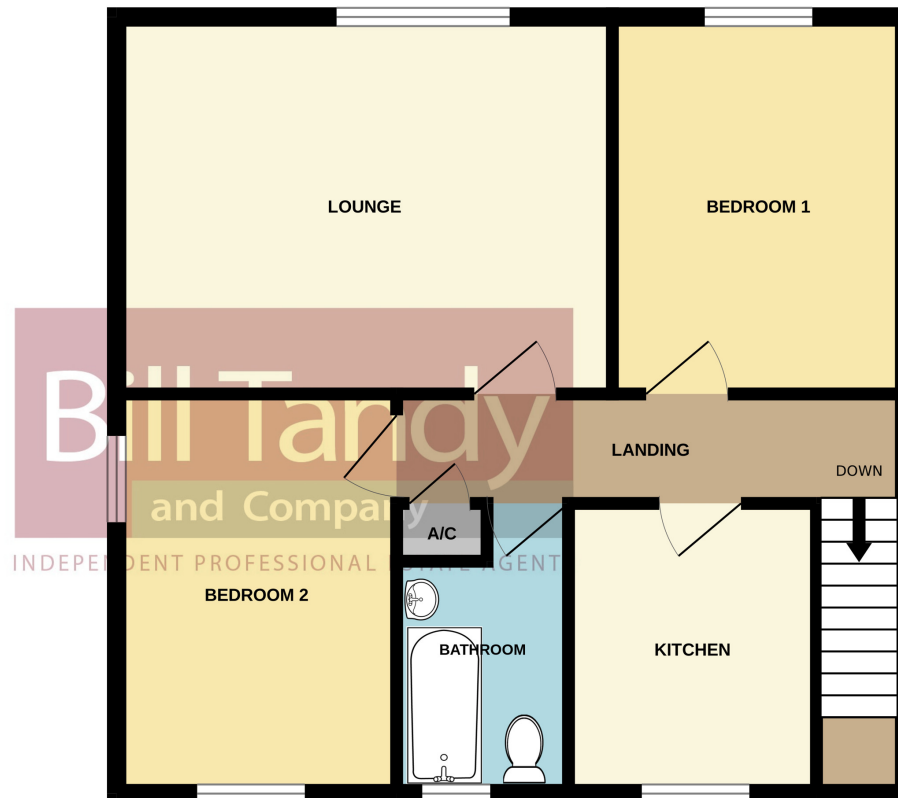 LOUNGE
BEDROOM 1
Bill Tandy
and Company
INDEPENDENT PROFESSIONAL ESTATE AGENT
LANDING
DOWN
A/C
BEDROOM 2
BATHROOM
KITCHEN